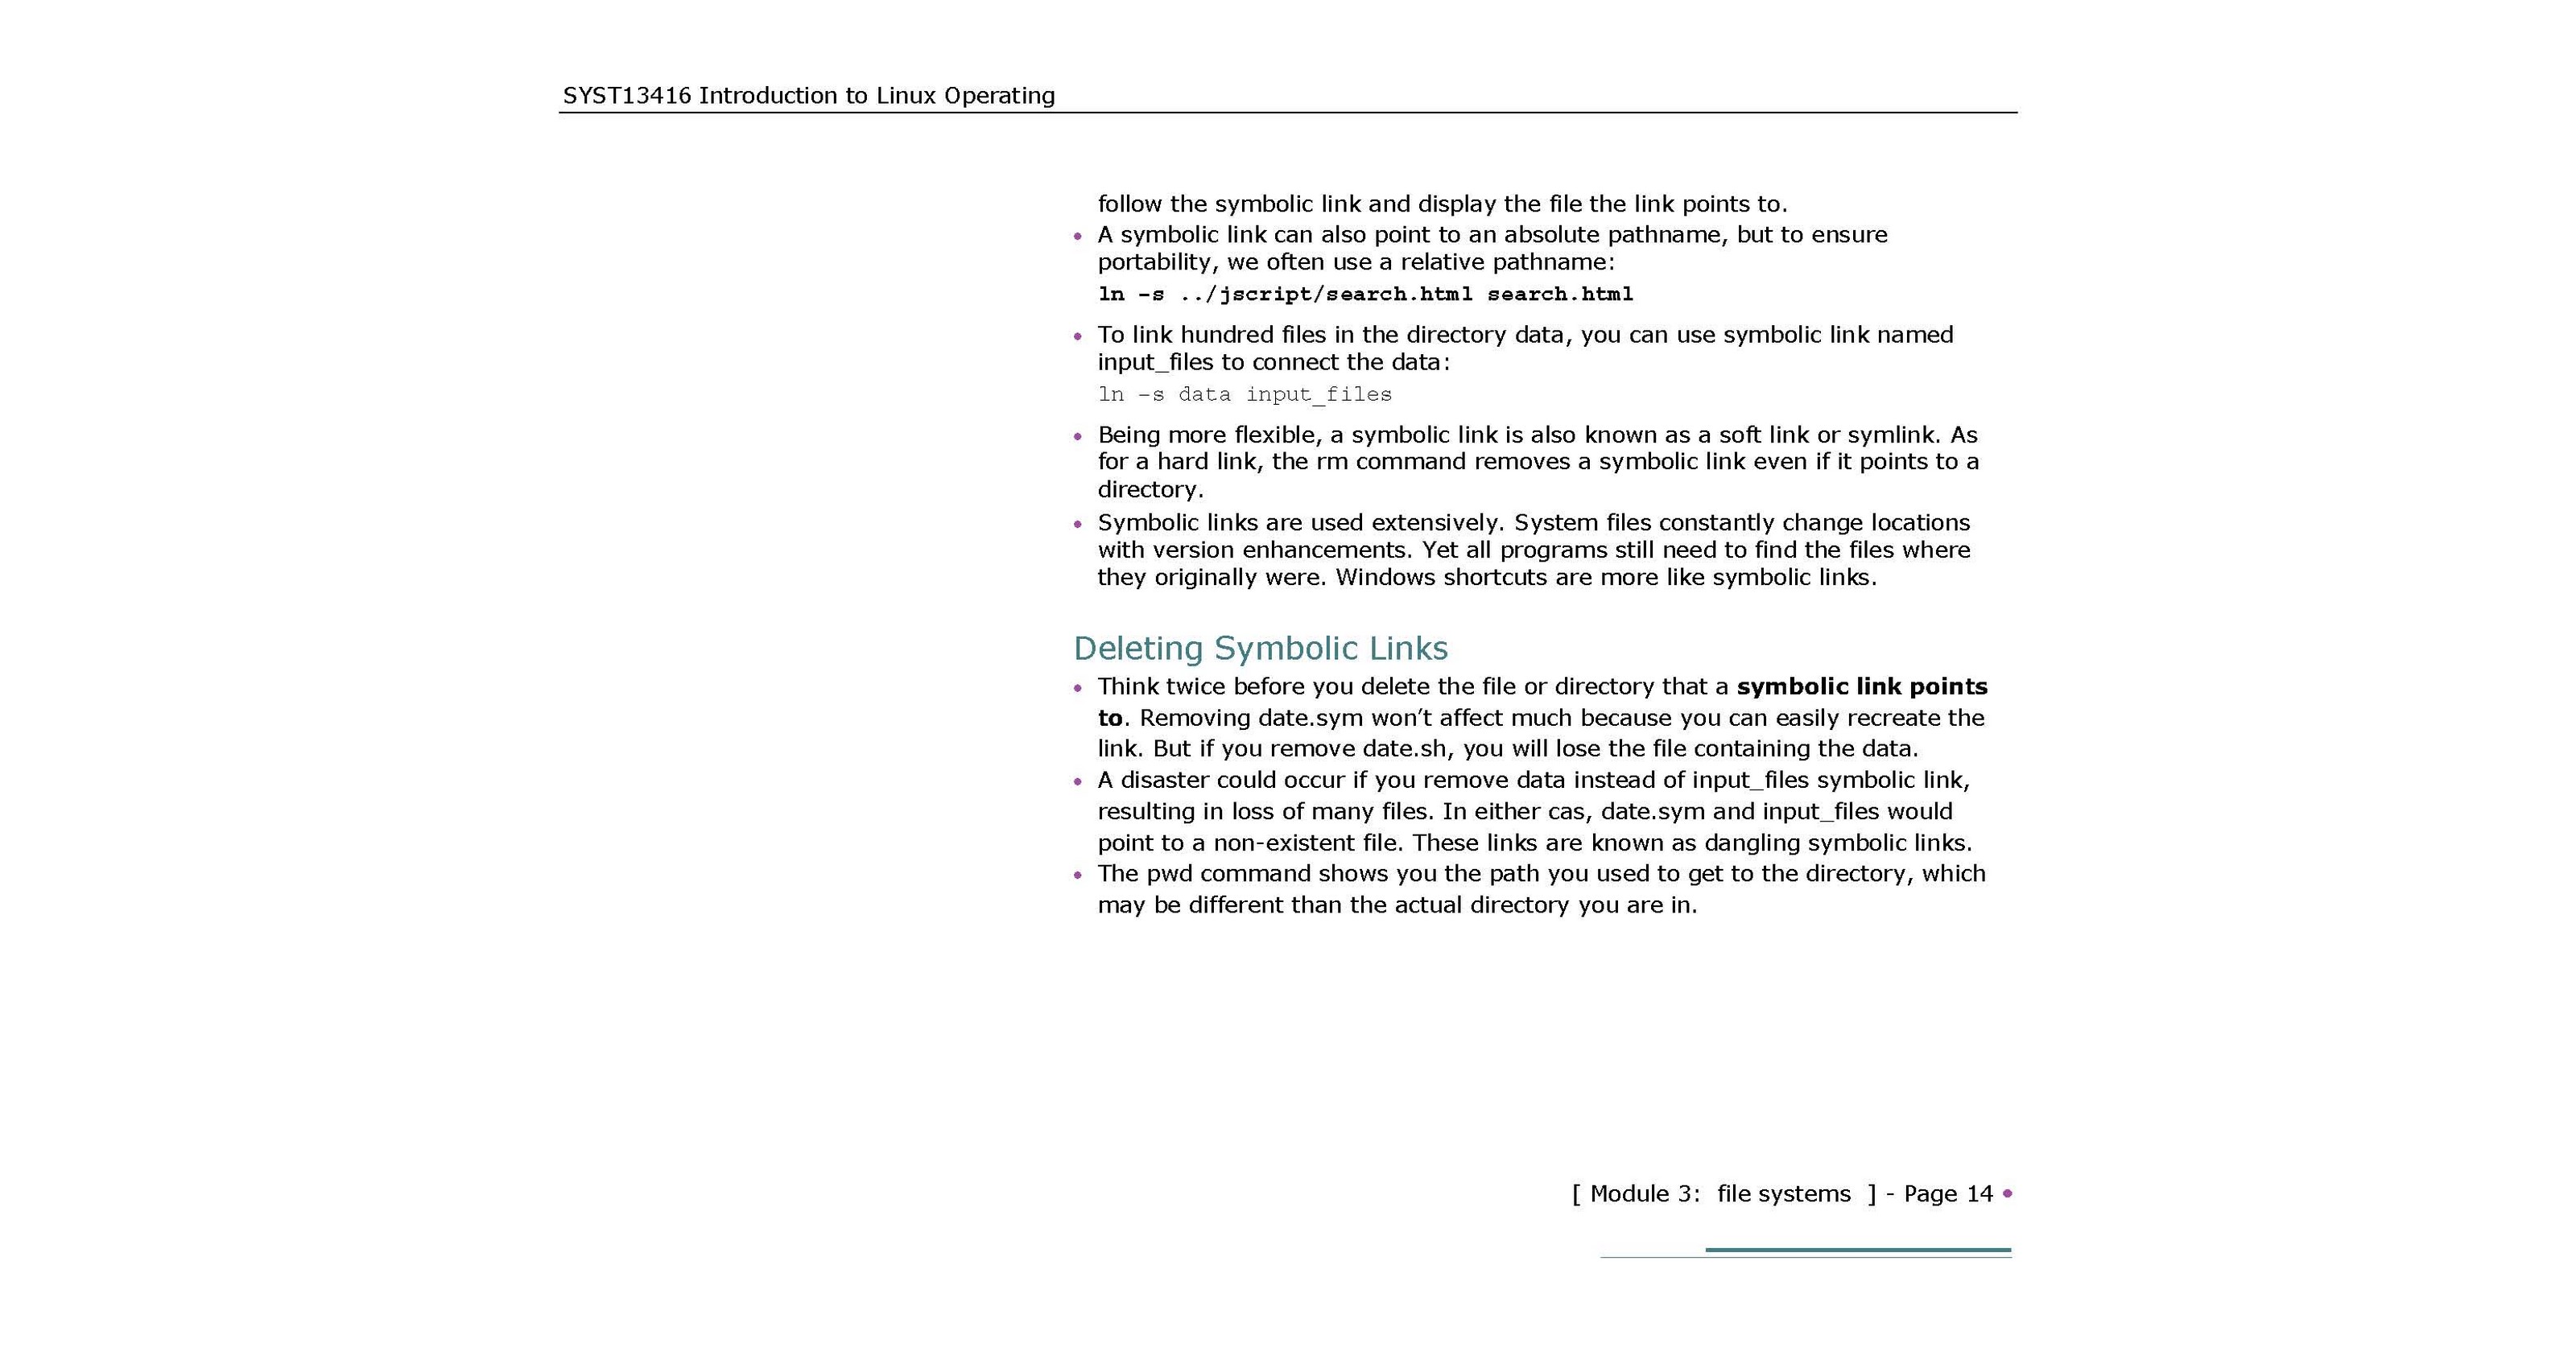 SYST13416 Introduction to Linux Operating
follow the symbolic link and display the file the link points to.
• A symbolic link can also point to an absolute pathname, but to ensure
portability, we often use a relative pathname:
ln –s ../jscript/search.html search.html
• To link hundred files in the directory data, you can use symbolic link named
input_files to connect the data:
ln –s data input_files
• Being more flexible, a symbolic link is also known as a soft link or symlink. As
for a hard link, the rm command removes a symbolic link even if it points to a
directory.
• Symbolic links are used extensively. System files constantly change locations
with version enhancements. Yet all programs still need to find the files where
they originally were. Windows shortcuts are more like symbolic links.
Deleting Symbolic Links
• Think twice before you delete the file or directory that a symbolic link points
to. Removing date.sym won’t affect much because you can easily recreate the
link. But if you remove date.sh, you will lose the file containing the data.
• A disaster could occur if you remove data instead of input_files symbolic link,
resulting in loss of many files. In either cas, date.sym and input_files would
point to a non-existent file. These links are known as dangling symbolic links.
• The pwd command shows you the path you used to get to the directory, which
may be different than the actual directory you are in.
[ Module 3: file systems ] - Page 14 •